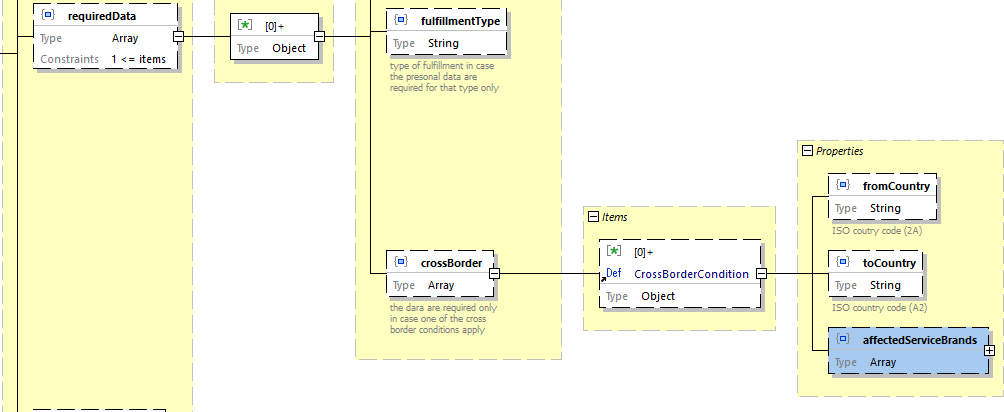 requiredData
Type Array
Constraints 1 <= items
[*] [0]+
Type Object
{} fulfillmentType
Type String
type of fulfillment in case
the presonal data are
required for that type only
{} crossBorder
Type Array
the dara are required only
in case one of the cross
border conditions apply
Items
[*] [0]+
Def CrossBorderCondition
Type Object
Properties
{} fromCountry
Type String
ISO coutry code (2A)
{} toCountry
Type String
ISO country code (A2)
{} affectedServiceBrands
Type Array